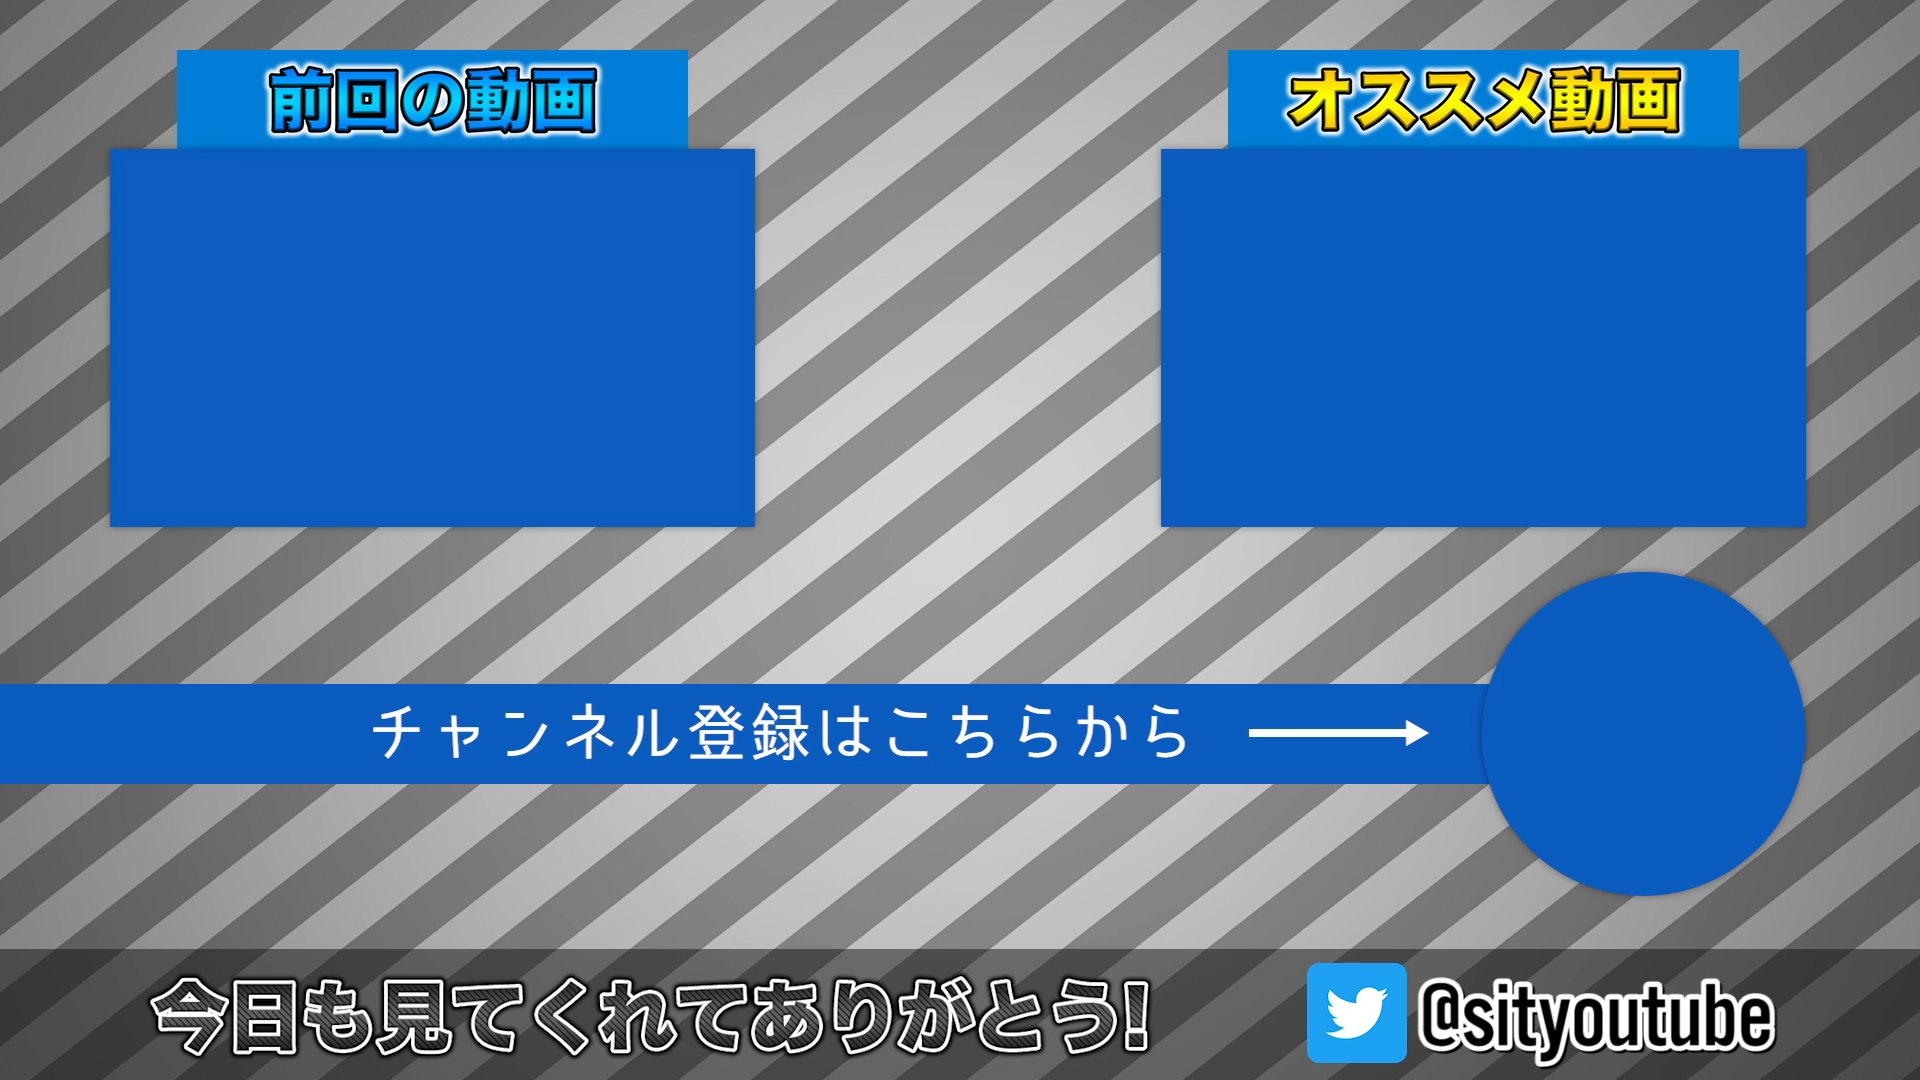 前回の動画
オススメ動画
チャンネル登録はこちらから
今日も見てくれてありがとう!
@sityoutube